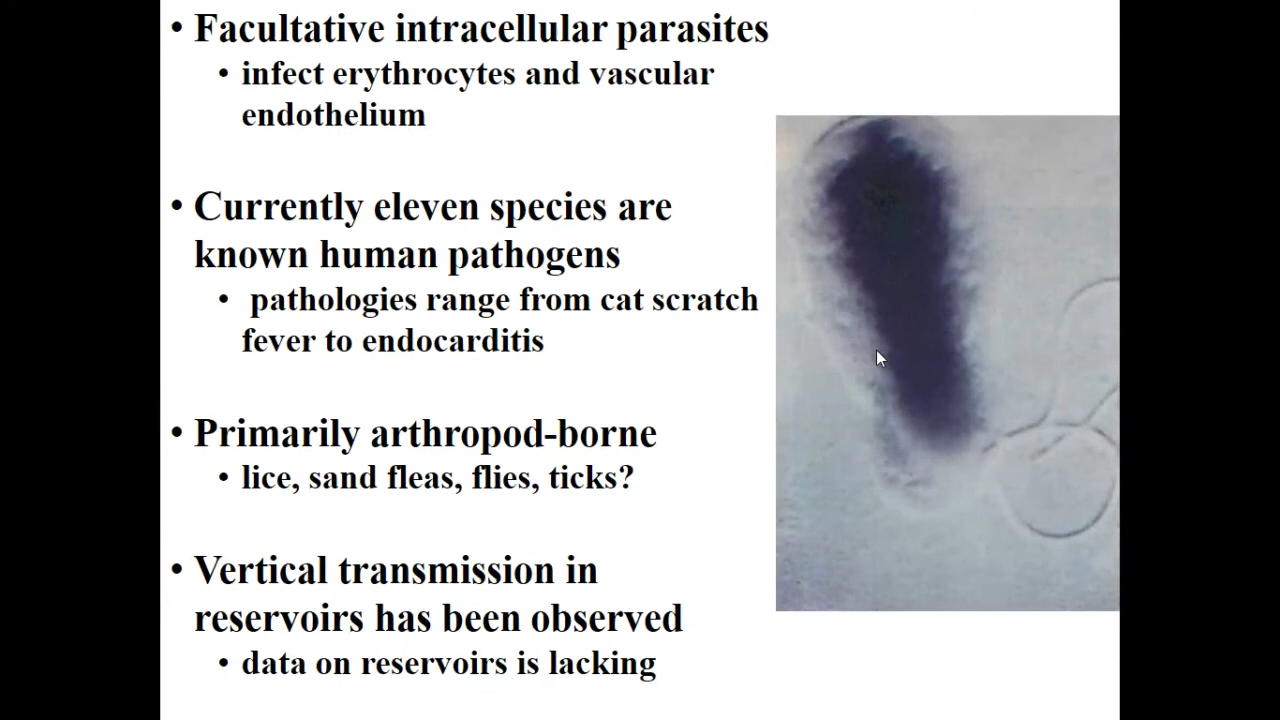 • Facultative intracellular parasites
• infect erythrocytes and vascular
endothelium
• Currently eleven species are
known human pathogens
• pathologies range from cat scratch
fever to endocarditis
• Primarily arthropod-borne
• lice, sand fleas, flies, ticks?
• Vertical transmission in
reservoirs has been observed
• data on reservoirs is lacking